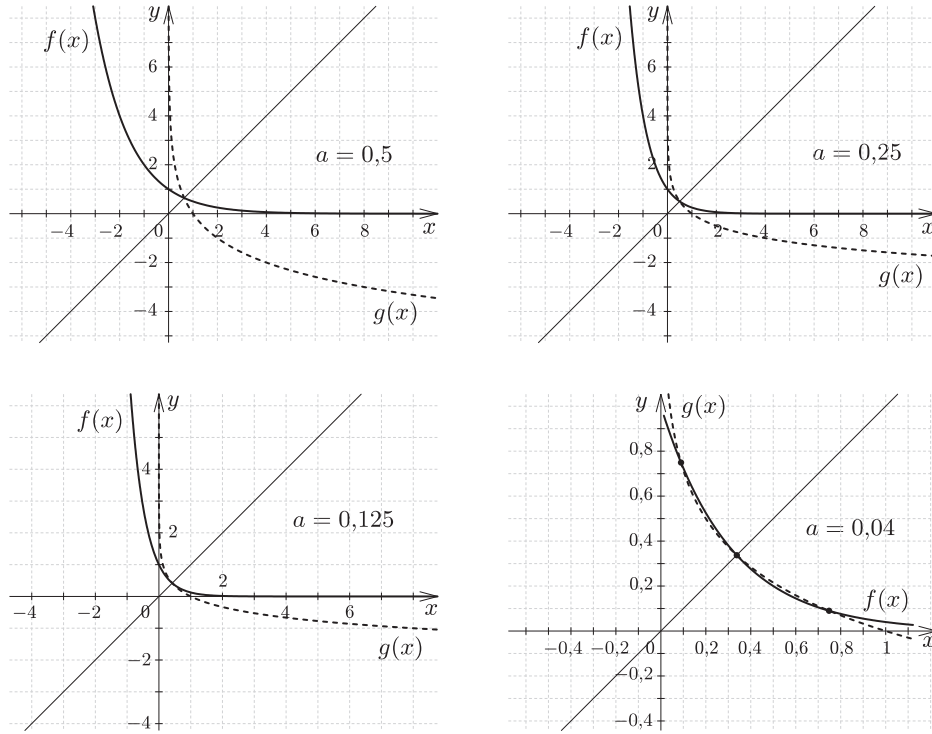 y
f(x)
6
4
2
a = 0,5
−4 −2 0 2 4 6 8 x
−2
g(x)
−4
y
f(x)
6
4
2
a = 0,25
−4 −2 0 2 4 6 8 x
−2
g(x)
−4
y
f(x)
4
a = 0,125
2
2
−4 −2 0 4 6 x
g(x)
−2
−4
y g(x)
0,8
0,6
0,4 a = 0,04
0,2 f(x)
−0,4 −0,2 0 0,2 0,4 0,6 0,8 1 x
−0,2
−0,4